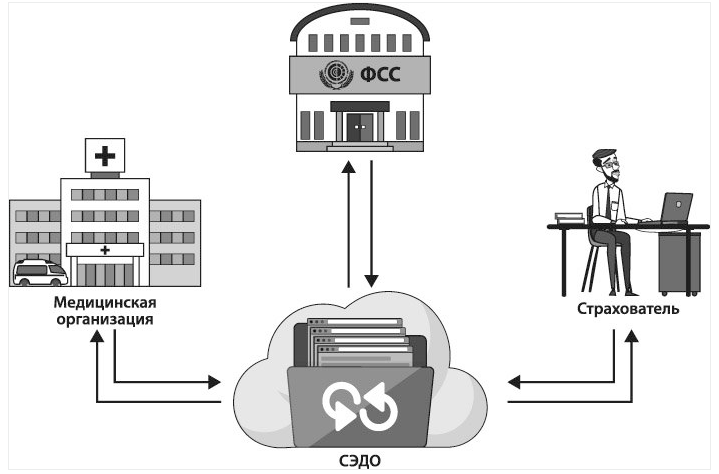 ФСС
Медицинская
организация
Страхователь
СЭДО